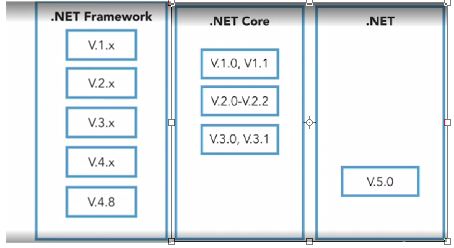 .NET Framework
V.1.x
V.2.x
V.3.x
V.4.x
V.4.8
.NET Core
V.1.0, V1.1
V.2.0-V.2.2
V.3.0, V.3.1
.NET
V.5.0